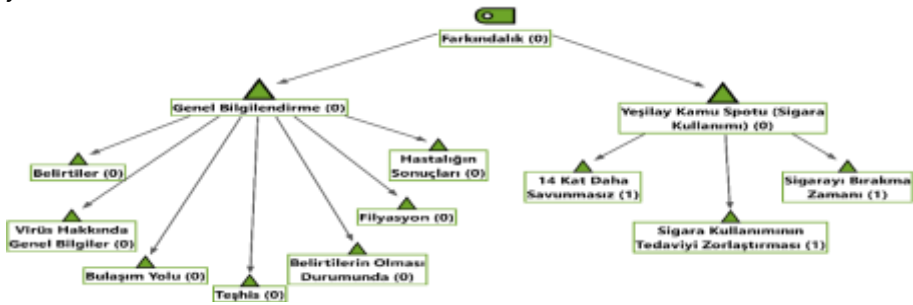 Farkındalık (0)
Genel Bilgilendirme (0)
Yeşilay Kamu Spotu (Sigara
Kullanımı) (0)
Belirtiler (0)
Virüs Hakkında
Genel Bilgiler (0)
Bulaşım Yolu (0)
Teşhis (0)
Belirtilerin Olması
Durumunda (0)
Filyasyon (0)
Hastalığın
Sonuçları (0)
14 Kat Daha
Savunmasız (1)
Sigara Kullanımının
Tedaviyi Zorlaştırması (1)
Sigarayı Bırakma
Zamanı (1)